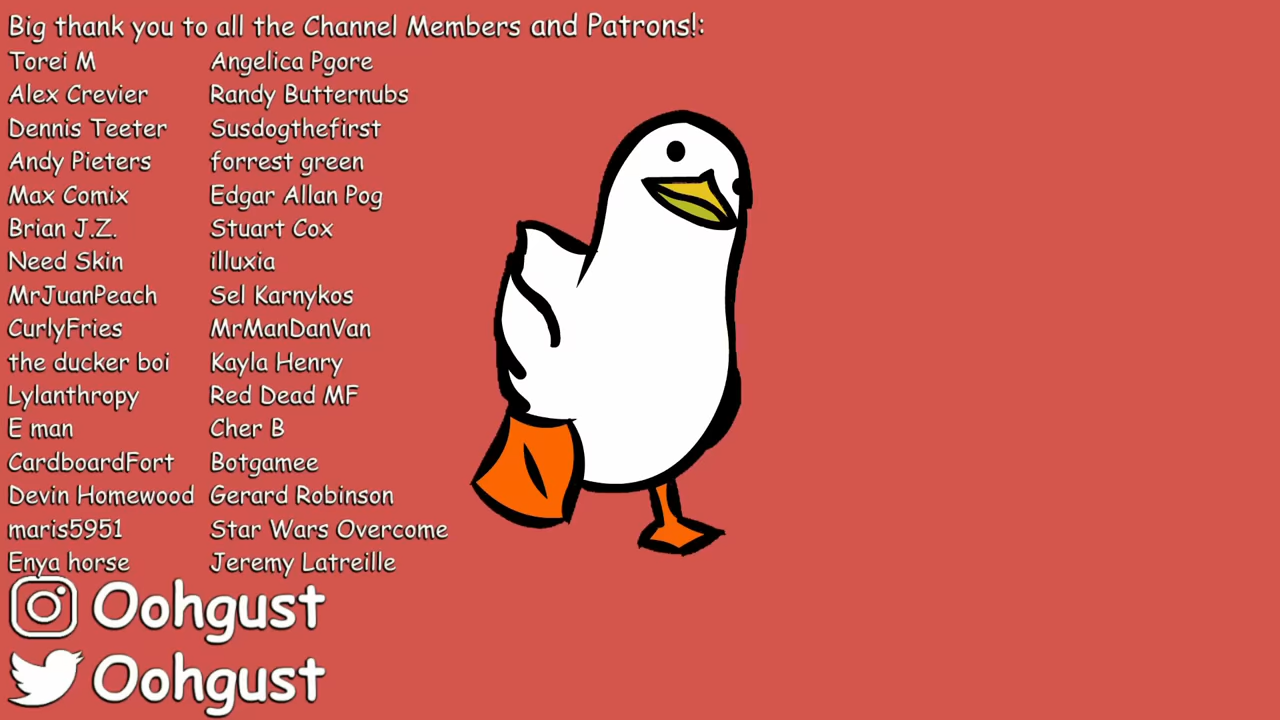 Big thank you to all the Channel Members and Patrons!:
Torei M
Alex Crevier
Dennis Teeter
Andy Pieters
Max Comix
Brian J.Z.
Need Skin
MrJuanPeach
CurlyFries
the ducker boi
Lylanthropy
E man
CardboardFort
Devin Homewood
maris5951
Enya horse
Angelica Pgore
Randy Butternubs
Susdogthefirst
forrest green
Edgar Allan Pog
Stuart Cox
illuxia
Sel Karnykos
MrManDanVan
Kayla Henry
Red Dead MF
Cher B
Botgamee
Gerard Robinson
Star Wars Overcome
Jeremy Latreille
Oohgust
Oohgust